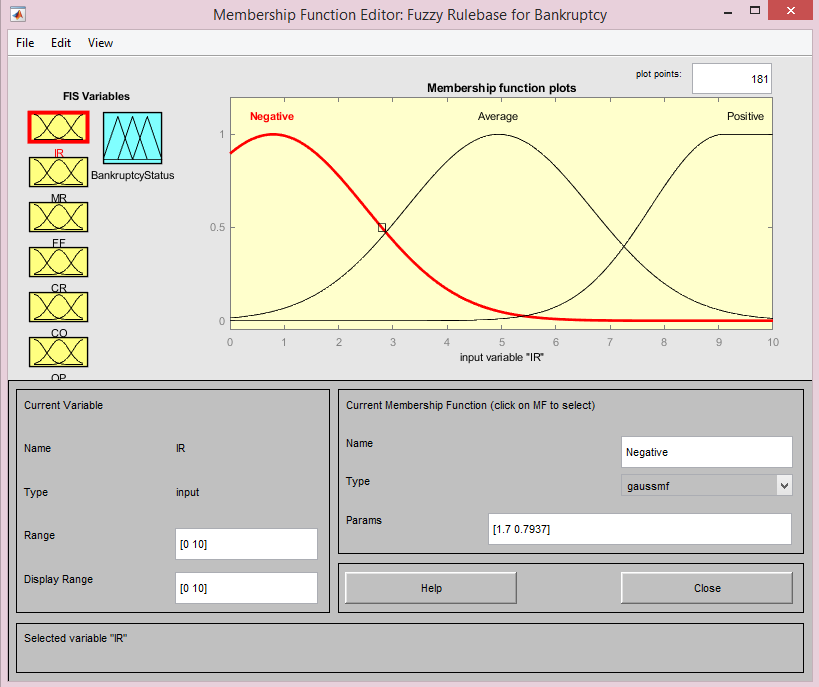 Membership Function Editor: Fuzzy Rulebase for Bankruptcy
File Edit View
FIS Variables
IR
MR
FF
CR
CO
OP
BankruptcyStatus
plot points:
181
Membership function plots
Negative
Average
Positive
1
0.5
0
0 1 2 3 4 5 6 7 8 9 10
input variable "IR"
Current Variable
Name IR
Type input
Range [0 10]
Display Range [0 10]
Current Membership Function (click on MF to select)
Name Negative
Type gaussmf
Params [1.7 0.7937]
Help
Close
Selected variable "IR"